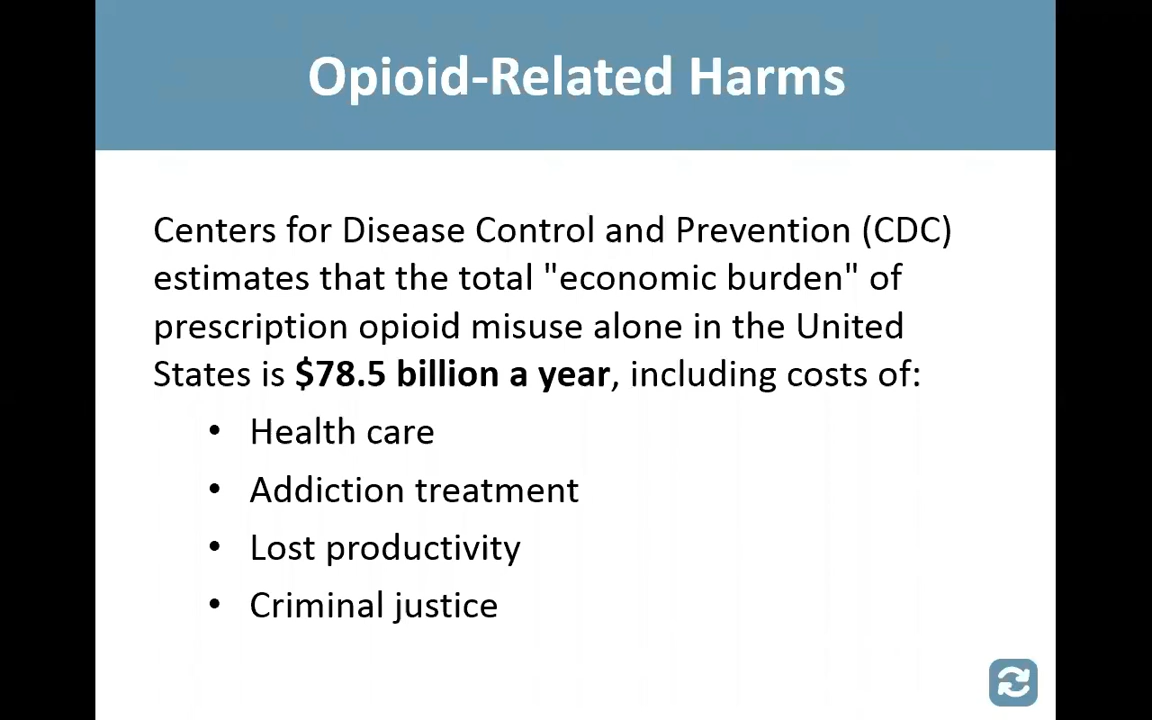 Opioid-Related Harms
Centers for Disease Control and Prevention (CDC)
estimates that the total "economic burden" of
prescription opioid misuse alone in the United
States is $78.5 billion a year, including costs of:
• Health care
• Addiction treatment
• Lost productivity
• Criminal justice